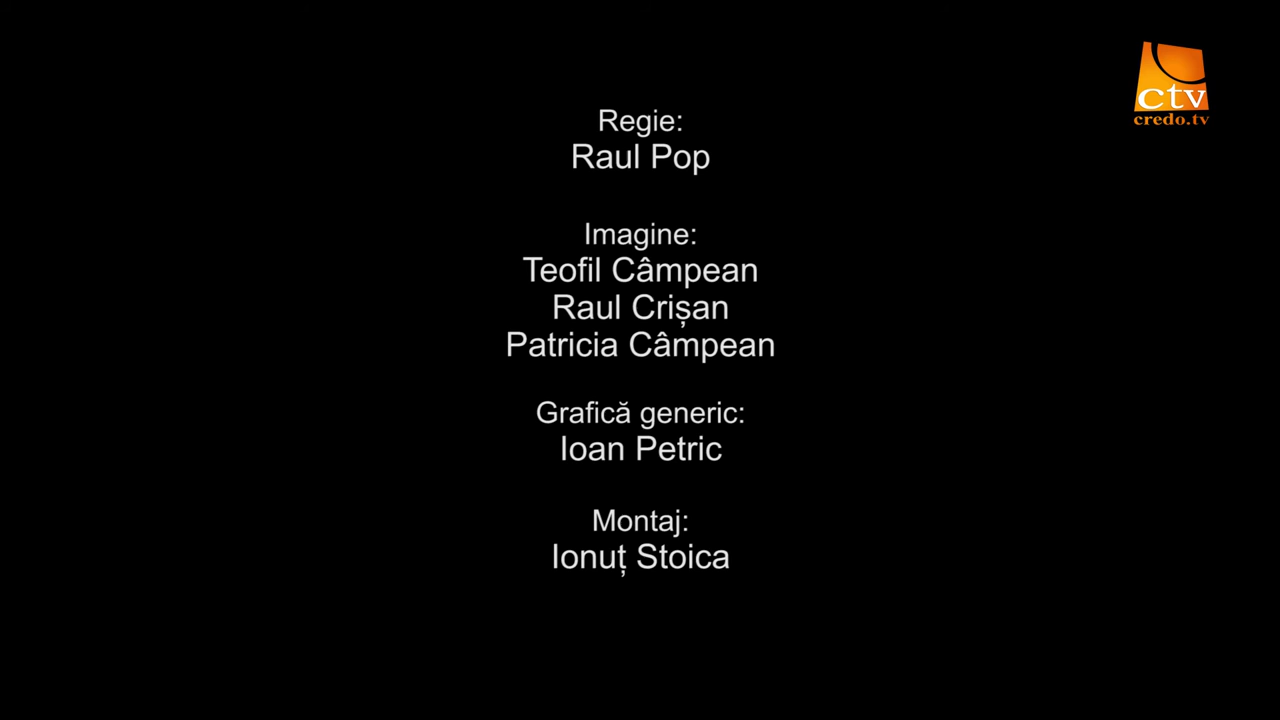 ctv
credo.tv
Regie:
Raul Pop
Imagine:
Teofil Câmpean
Raul Crișan
Patricia Câmpean
Grafică generic:
Ioan Petric
Montaj:
Ionuț Stoica